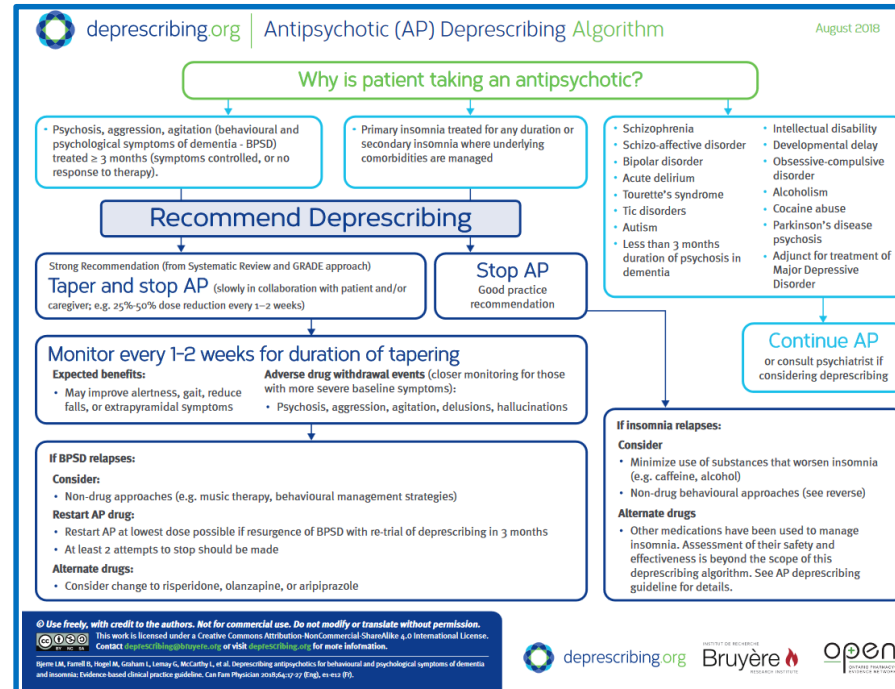 deprescribing.org | Antipsychotic (AP) Deprescribing Algorithm
August 2018
Why is patient taking an antipsychotic?
• Psychosis, aggression, agitation (behavioural and
psychological symptoms of dementia - BPSD)
treated ≥ 3 months (symptoms controlled, or no
response to therapy).
• Primary insomnia treated for any duration or
secondary insomnia where underlying
comorbidities are managed
• Schizophrenia
• Schizo-affective disorder
• Bipolar disorder
• Acute delirium
• Tourette's syndrome
• Tic disorders
• Autism
• Less than 3 months
duration of psychosis in
dementia
• Intellectual disability
• Developmental delay
• Obsessive-compulsive
disorder
• Alcoholism
• Cocaine abuse
• Parkinson's disease
psychosis
• Adjunct for treatment of
Major Depressive
Disorder
Recommend Deprescribing
Strong Recommendation (from Systematic Review and GRADE approach)
Taper and stop AP (slowly in collaboration with patient and/or
caregiver; e.g. 25%-50% dose reduction every 1–2 weeks)
Stop AP
Good practice
recommendation
Continue AP
or consult psychiatrist if
considering deprescribing
Monitor every 1-2 weeks for duration of tapering
Expected benefits:
• May improve alertness, gait, reduce
falls, or extrapyramidal symptoms
Adverse drug withdrawal events (closer monitoring for those
with more severe baseline symptoms):
• Psychosis, aggression, agitation, delusions, hallucinations
If BPSD relapses:
Consider:
• Non-drug approaches (e.g. music therapy, behavioural management strategies)
Restart AP drug:
• Restart AP at lowest dose possible if resurgence of BPSD with re-trial of deprescribing in 3 months
• At least 2 attempts to stop should be made
Alternate drugs:
• Consider change to risperidone, olanzapine, or aripiprazole
If insomnia relapses:
Consider
• Minimize use of substances that worsen insomnia
(e.g. caffeine, alcohol)
• Non-drug behavioural approaches (see reverse)
Alternate drugs
• Other medications have been used to manage
insomnia. Assessment of their safety and
effectiveness is beyond the scope of this
deprescribing algorithm. See AP deprescribing
guideline for details.
© Use freely, with credit to the authors. Not for commercial use. Do not modify or translate without permission.
This work is licensed under a Creative Commons Attribution-NonCommercial-ShareAlike 4.0 International License.
Contact deprescribing@bruyere.org or visit deprescribing.org for more information.
Bjerre LM, Farrell B, Hogel M, Graham L, Lemay G, McCarthy L, et al. Deprescribing antipsychotics for behavioural and psychological symptoms of dementia
and insomnia: Evidence-based clinical practice guideline. Can Fam Physician 2018;64:17-27 (Eng), e1-e12 (Fr).
CC BY NC SA
deprescribing.org
INSTITUT DE RECHERCHE
Bruyère
RESEARCH INSTITUTE
open
ONTARIO PHARMACY
EVIDENCE NETWORK